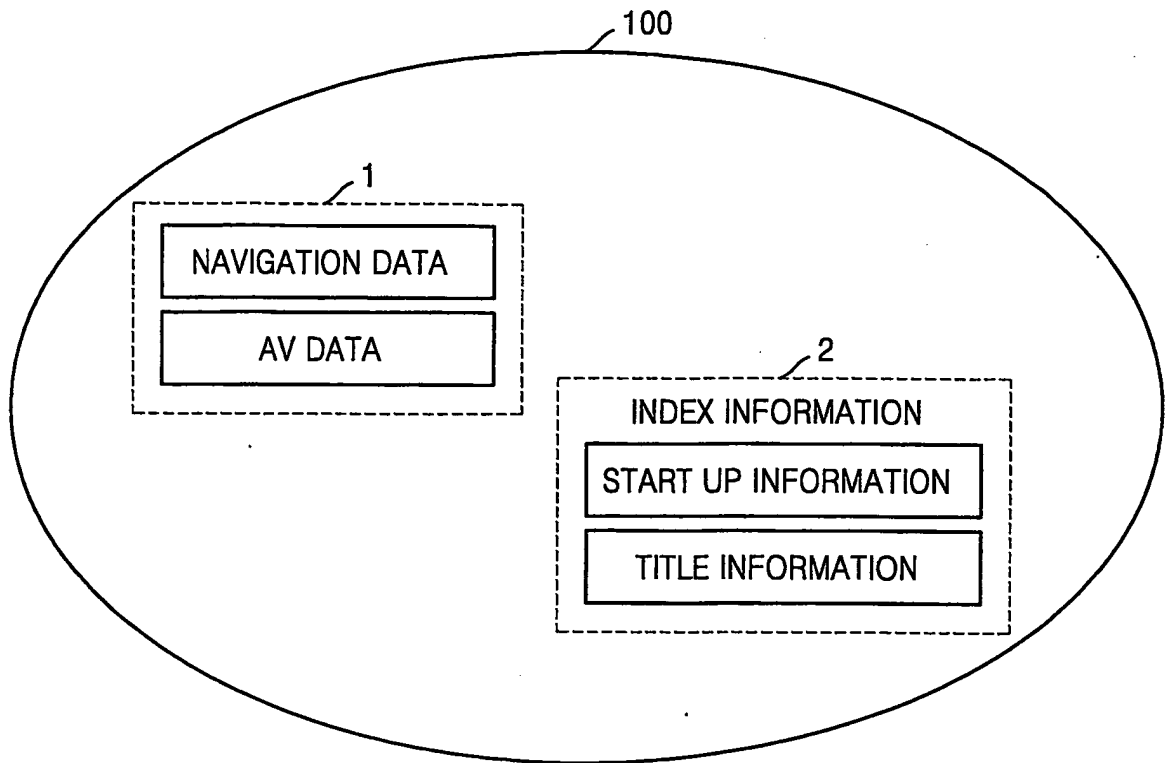 100
1
NAVIGATION DATA
AV DATA
2
INDEX INFORMATION
START UP INFORMATION
TITLE INFORMATION